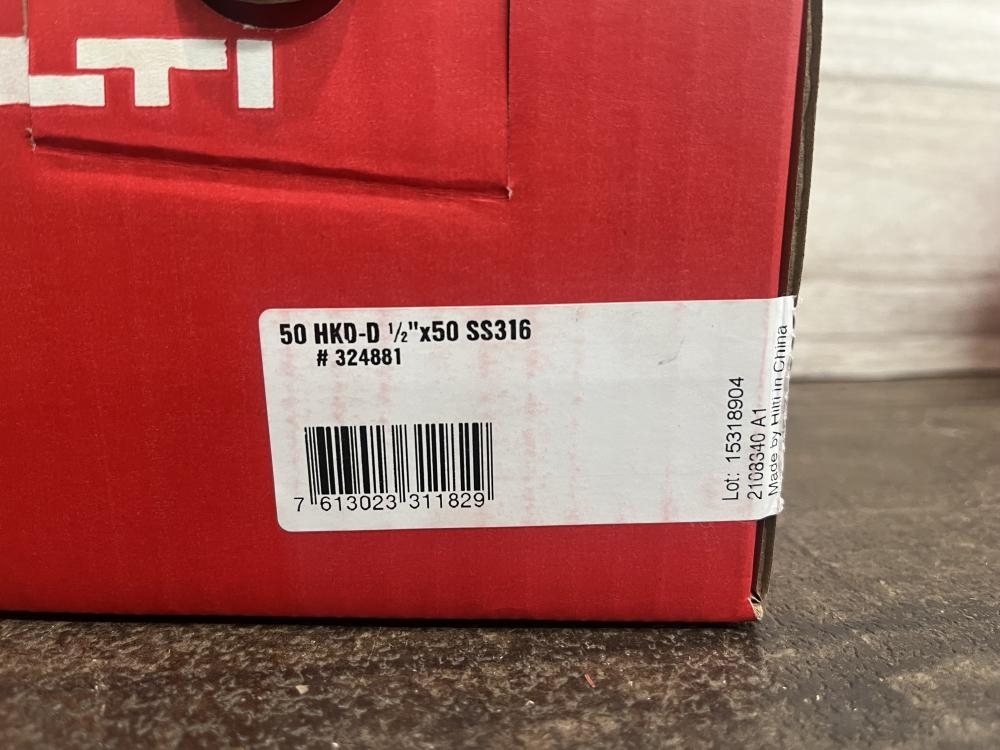 LTI
50 HKD-D ½"x50 SS316
# 324881
7 613023 311829
Lot: 15318904
2108340 A1
Made by Hilti in China